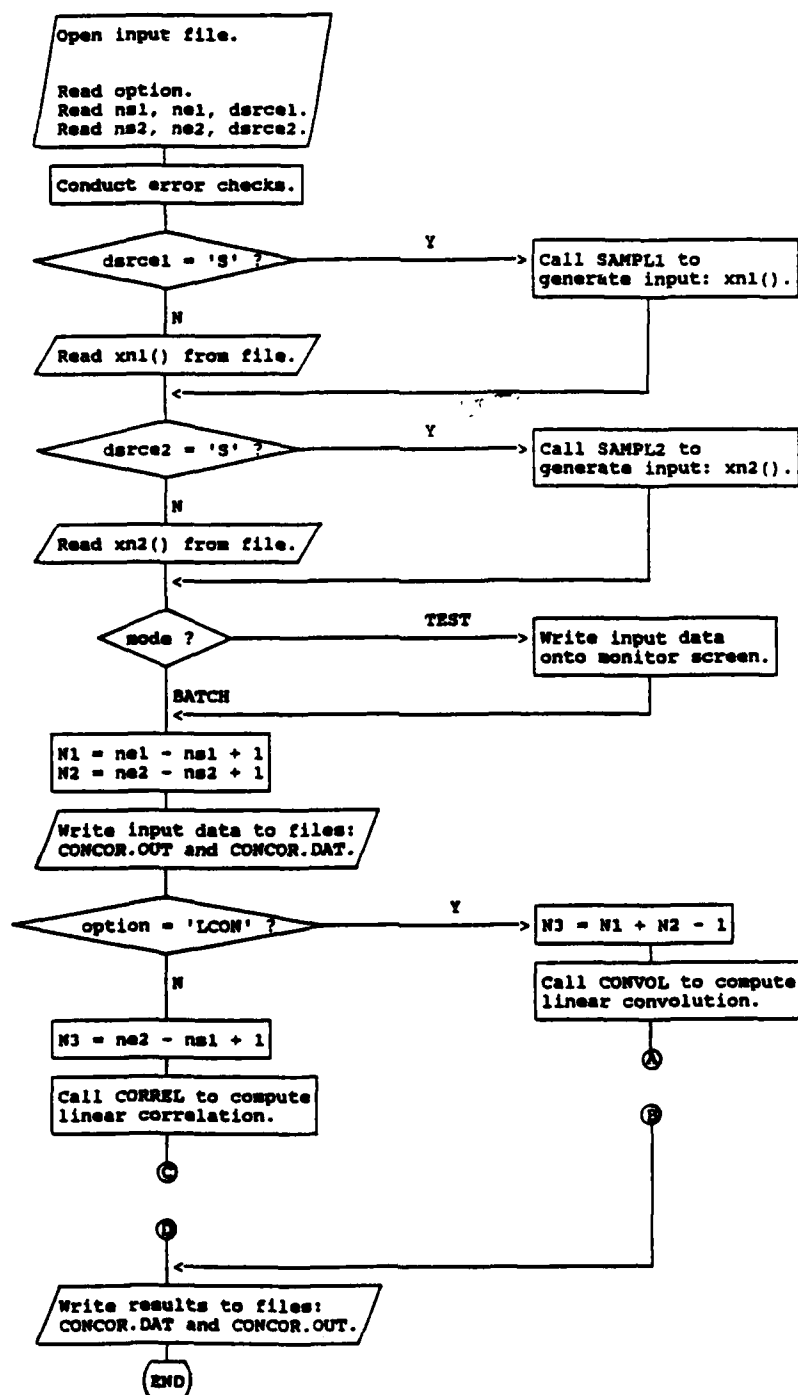 Open input file.
Read option.
Read ns1, ne1, dsrce1.
Read ns2, ne2, dsrce2.
Conduct error checks.
dsrce1 = 'S' ?
Y
Call SAMPL1 to
generate input: xn1().
N
Read xn1() from file.
dsrce2 = 'S' ?
Y
Call SAMPL2 to
generate input: xn2().
N
Read xn2() from file.
mode ?
TEST
Write input data
onto monitor screen.
BATCH
N1 = ne1 - ns1 + 1
N2 = ne2 - ns2 + 1
Write input data to files:
CONCOR.OUT and CONCOR.DAT.
option = 'LCON' ?
Y
N3 = N1 + N2 - 1
N
Call CONVOL to compute
linear convolution.
N3 = ne2 - ns1 + 1
A
Call CORREL to compute
linear correlation.
B
C
D
Write results to files:
CONCOR.DAT and CONCOR.OUT.
END